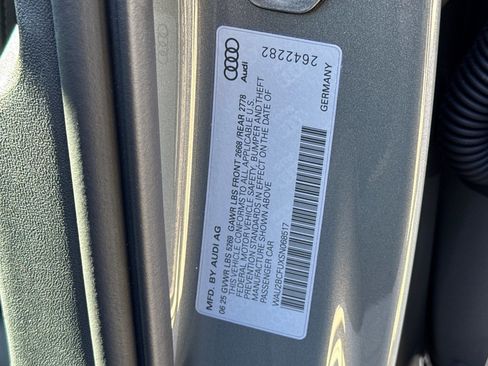 Audi
2642282
GERMANY
MFD. BY AUDI AG
06 25 GVWR LBS 5269 GAWR LBS FRONT 2668 /REAR 2778
THIS VEHICLE CONFORMS TO ALL APPLICABLE U.S.
FEDERAL MOTOR VEHICLE SAFETY, BUMPER AND THEFT
PREVENTION STANDARDS IN EFFECT ON THE DATE OF
MANUFACTURE SHOWN ABOVE
PASSENGER CAR